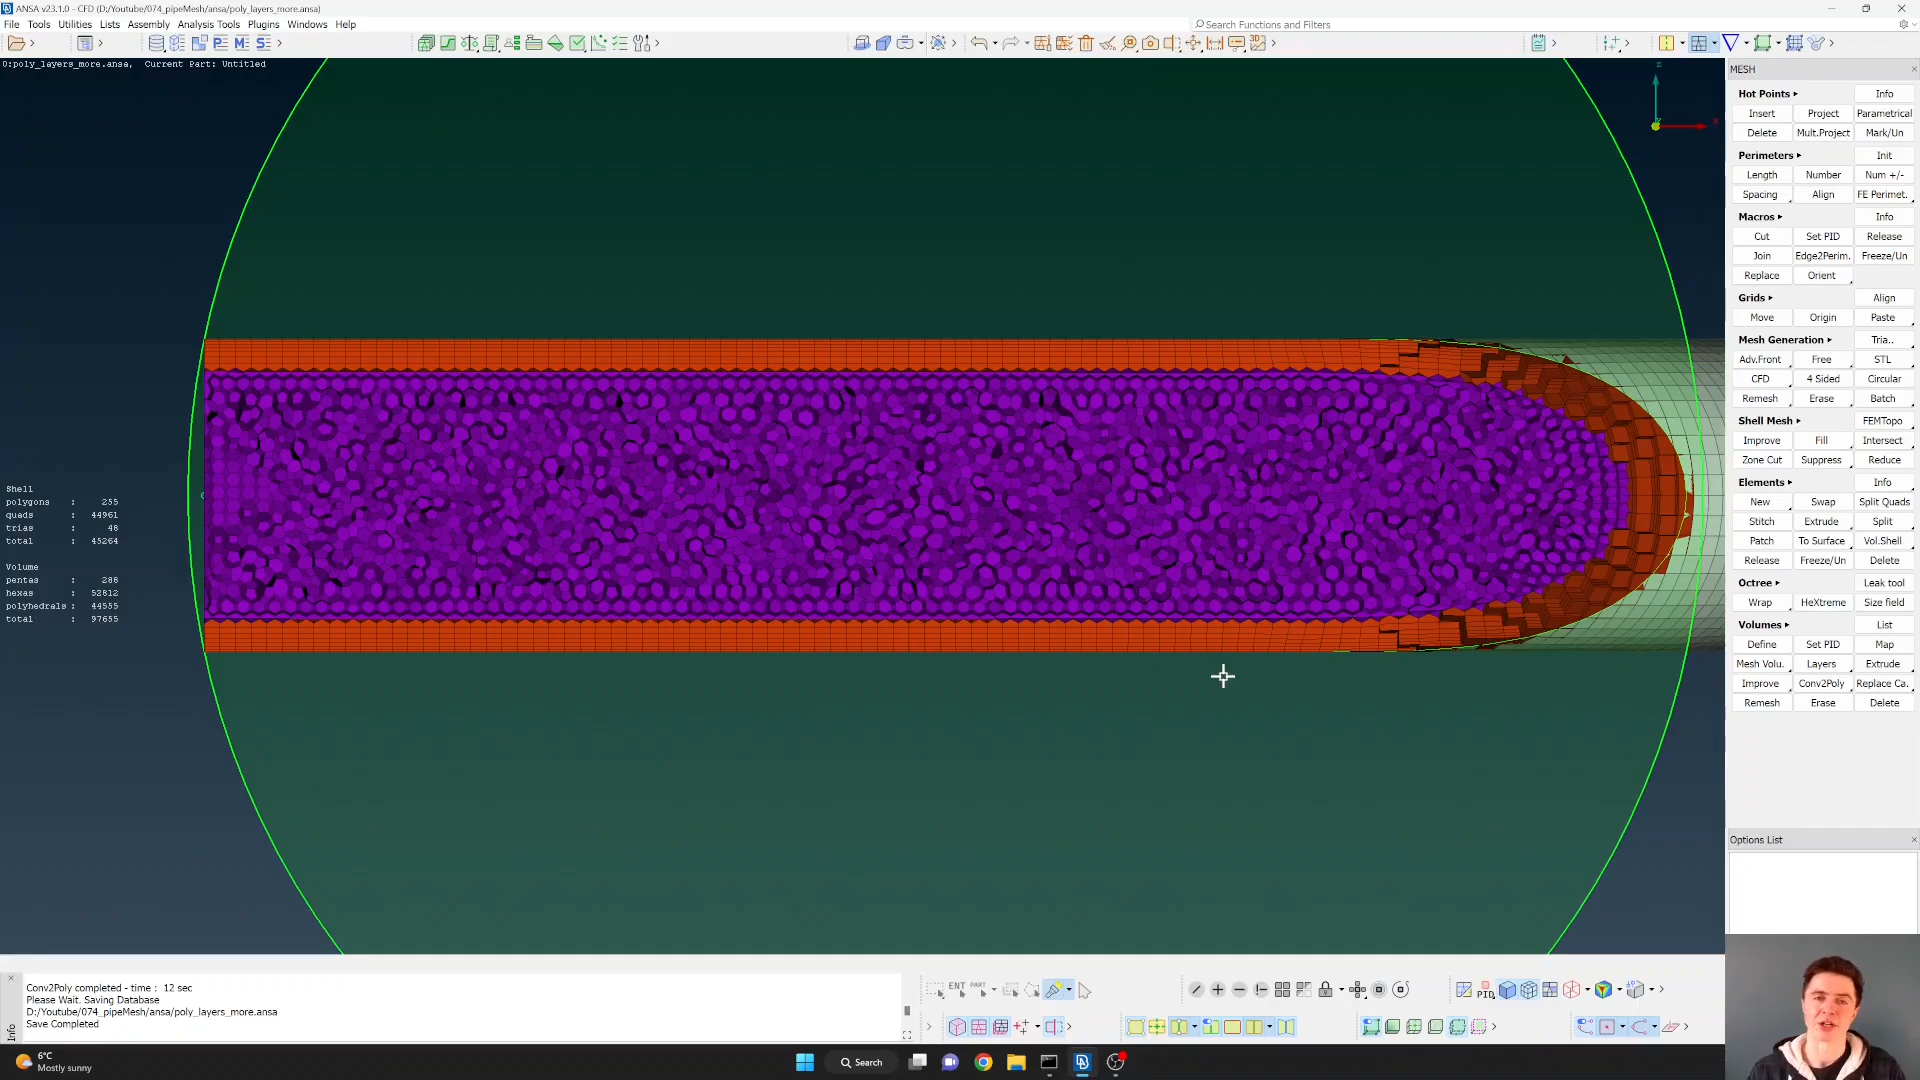 ANSA v23.1.0 - CFD (D:/Youtube/074_pipeMesh/ansa/poly_layers_more.ansa)
File Tools Utilities Lists Assembly Analysis Tools Plugins Windows Help
Search Functions and Filters
0:poly_layers_more.ansa, Current Part: Untitled
MESH
Hot Points Info
Insert Project Parametrical
Delete Mult.Project Mark/Un
Perimeters Init
Length Number Num +/-
Spacing Align FE Perimet.
Macros Info
Cut Set PID Release
Join Edge2Perim. Freeze/Un
Replace Orient
Grids Align
Move Origin Paste
Mesh Generation Tria..
Adv.Front Free STL
CFD 4 Sided Circular
Remesh Erase Batch
Shell Mesh FEMTopo
Improve Fill Intersect
Zone Cut Suppress Reduce
Elements Info
New Swap Split Quads
Stitch Extrude Split
Patch To Surface Vol.Shell
Release Freeze/Un Delete
Octree Leak tool
Wrap HeXtreme Size field
Volumes List
Define Set PID Map
Mesh Volu. Layers Extrude
Improve Conv2Poly Replace Ca.
Remesh Erase Delete
Options List
Shell
polygons : 255
quads : 44961
trias : 48
total : 45264
Volume
pentas : 288
hexas : 52812
polyhedrals : 44555
total : 97655
Conv2Poly completed - time : 12 sec
Please Wait. Saving Database
D:/Youtube/074_pipeMesh/ansa/poly_layers_more.ansa
Save Completed
Info
ENT PART
PID
6°C
Mostly sunny
Search